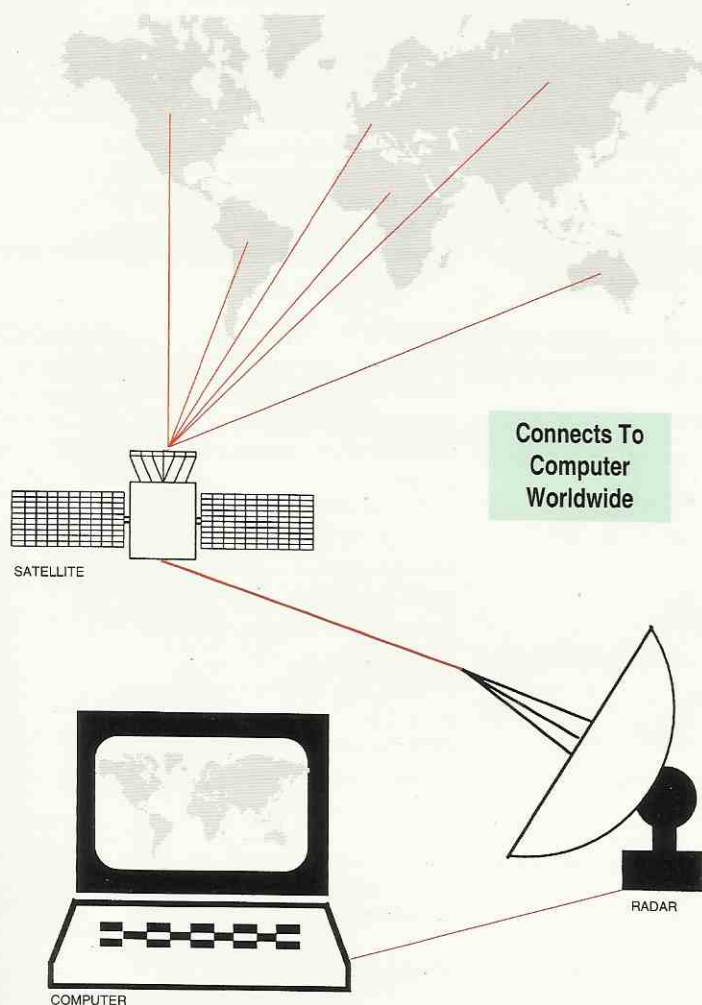 Connects To
Computer
Worldwide
SATELLITE
RADAR
COMPUTER